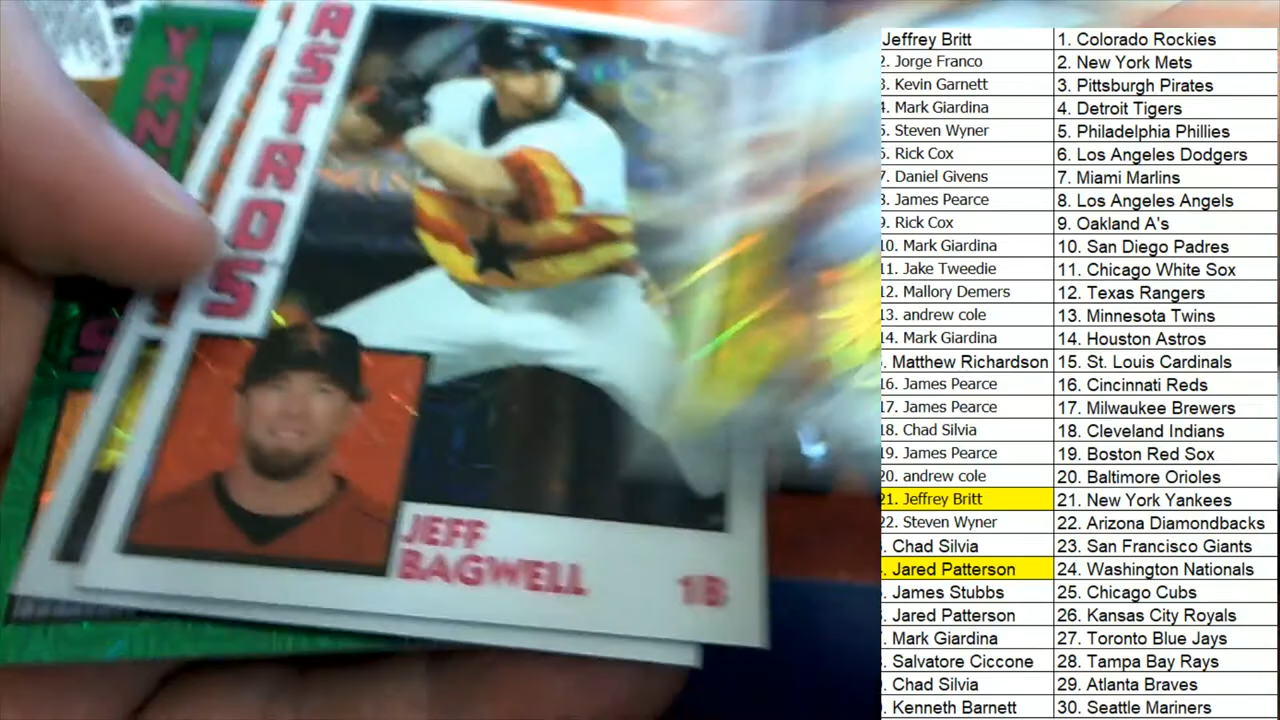 YAN
ASTROS
JEFF
BAGWELL
1B
Jeffrey Britt 1. Colorado Rockies
2. Jorge Franco 2. New York Mets
3. Kevin Garnett 3. Pittsburgh Pirates
4. Mark Giardina 4. Detroit Tigers
5. Steven Wyner 5. Philadelphia Phillies
6. Rick Cox 6. Los Angeles Dodgers
7. Daniel Givens 7. Miami Marlins
8. James Pearce 8. Los Angeles Angels
9. Rick Cox 9. Oakland A's
10. Mark Giardina 10. San Diego Padres
11. Jake Tweedie 11. Chicago White Sox
12. Mallory Demers 12. Texas Rangers
13. andrew cole 13. Minnesota Twins
14. Mark Giardina 14. Houston Astros
. Matthew Richardson 15. St. Louis Cardinals
16. James Pearce 16. Cincinnati Reds
17. James Pearce 17. Milwaukee Brewers
18. Chad Silvia 18. Cleveland Indians
19. James Pearce 19. Boston Red Sox
20. andrew cole 20. Baltimore Orioles
21. Jeffrey Britt 21. New York Yankees
22. Steven Wyner 22. Arizona Diamondbacks
. Chad Silvia 23. San Francisco Giants
. Jared Patterson 24. Washington Nationals
. James Stubbs 25. Chicago Cubs
. Jared Patterson 26. Kansas City Royals
. Mark Giardina 27. Toronto Blue Jays
. Salvatore Ciccone 28. Tampa Bay Rays
. Chad Silvia 29. Atlanta Braves
. Kenneth Barnett 30. Seattle Mariners